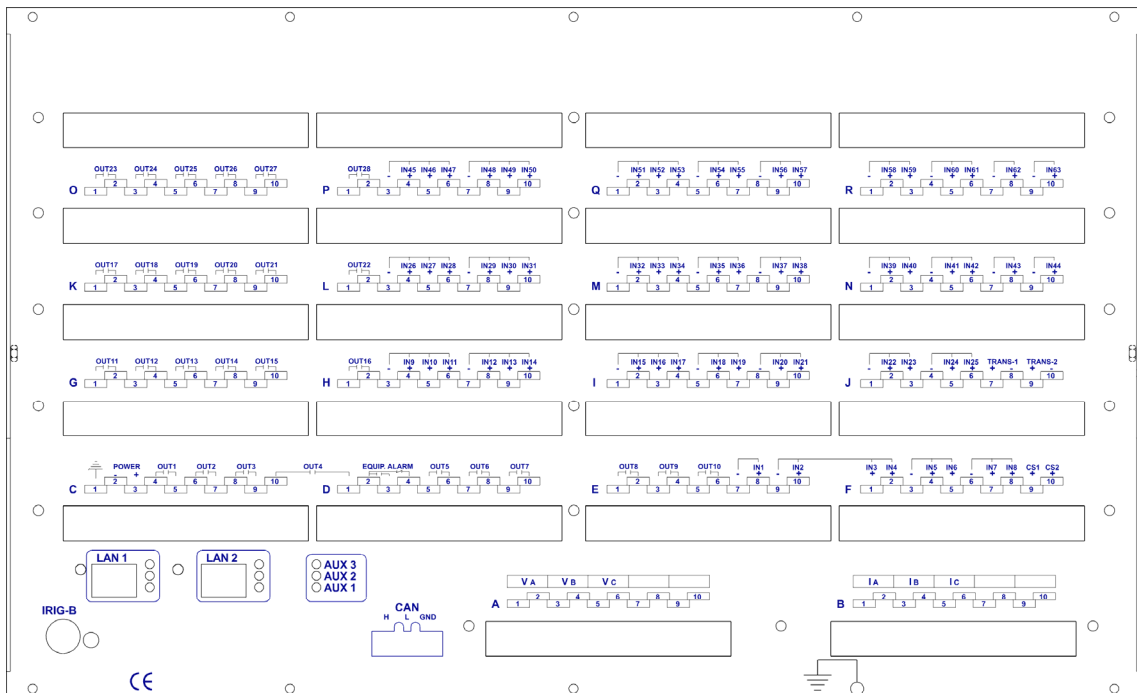 OUT23 OUT24 OUT25 OUT26 OUT27 OUT28 - IN45 IN46 IN47 - IN48 IN49 IN50 IN51 IN52 IN53 - IN54 IN55 IN56 IN57 IN58 IN59 IN60 IN61 - IN62 - IN63
O 1 2 3 4 5 6 7 8 9 10 P 1 2 3 - 4 + 5 + 6 + 7 - 8 + 9 + 10 + Q 1 - 2 + 3 + 4 + 5 - 6 + 7 + 8 - 9 + 10 + R 1 - 2 + 3 + 4 - 5 + 6 + 7 - 8 + 9 - 10 +
OUT17 OUT18 OUT19 OUT20 OUT21 OUT22 - IN26 IN27 IN28 - IN29 IN30 IN31 IN32 IN33 IN34 - IN35 IN36 IN37 IN38 IN39 IN40 IN41 IN42 - IN43 - IN44
K 1 2 3 4 5 6 7 8 9 10 L 1 2 3 - 4 + 5 + 6 + 7 - 8 + 9 + 10 + M 1 - 2 + 3 + 4 + 5 - 6 + 7 + 8 - 9 + 10 + N 1 - 2 + 3 + 4 - 5 + 6 + 7 - 8 + 9 - 10 +
OUT11 OUT12 OUT13 OUT14 OUT15 OUT16 - IN9 IN10 IN11 - IN12 IN13 IN14 IN15 IN16 IN17 - IN18 IN19 IN20 IN21 IN22 IN23 IN24 IN25 TRANS-1 TRANS-2
G 1 2 3 4 5 6 7 8 9 10 H 1 2 3 - 4 + 5 + 6 + 7 - 8 + 9 + 10 + I 1 - 2 + 3 + 4 + 5 - 6 + 7 + 8 - 9 + 10 + J 1 - 2 + 3 + 4 - 5 + 6 + 7 + 8 - 9 + 10 -
POWER OUT1 OUT2 OUT3 OUT4 EQUIP. ALARM OUT5 OUT6 OUT7 OUT8 OUT9 OUT10 IN1 IN2 IN3 IN4 IN5 IN6 IN7 IN8 CS1 CS2
C 1 2 - 3 + 4 5 6 7 8 9 10 D 1 2 3 4 5 6 7 8 9 10 E 1 2 3 4 5 6 7 - 8 + 9 - 10 + F 1 + 2 + 3 - 4 + 5 + 6 - 7 + 8 + 9 + 10 +
LAN 1 LAN 2 AUX 3
AUX 2
AUX 1
VA VB VC IA IB IC
A 1 2 3 4 5 6 7 8 9 10 B 1 2 3 4 5 6 7 8 9 10
IRIG-B CAN
H L GND
CE